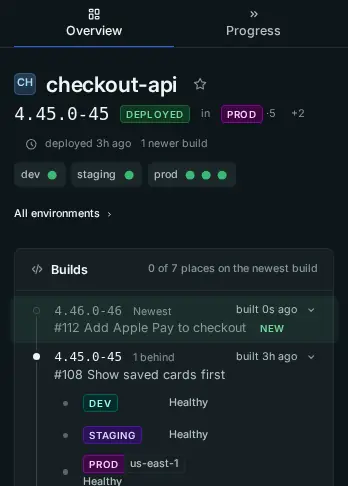 Overview
Progress
CH checkout-api
4.45.0-45 DEPLOYED in PROD ·5 +2
deployed 3h ago 1 newer build
dev staging prod
All environments ›
Builds 0 of 7 places on the newest build
4.46.0-46 Newest built 0s ago
#112 Add Apple Pay to checkout NEW
4.45.0-45 1 behind built 3h ago
#108 Show saved cards first
DEV Healthy
STAGING Healthy
PROD us-east-1
Healthy